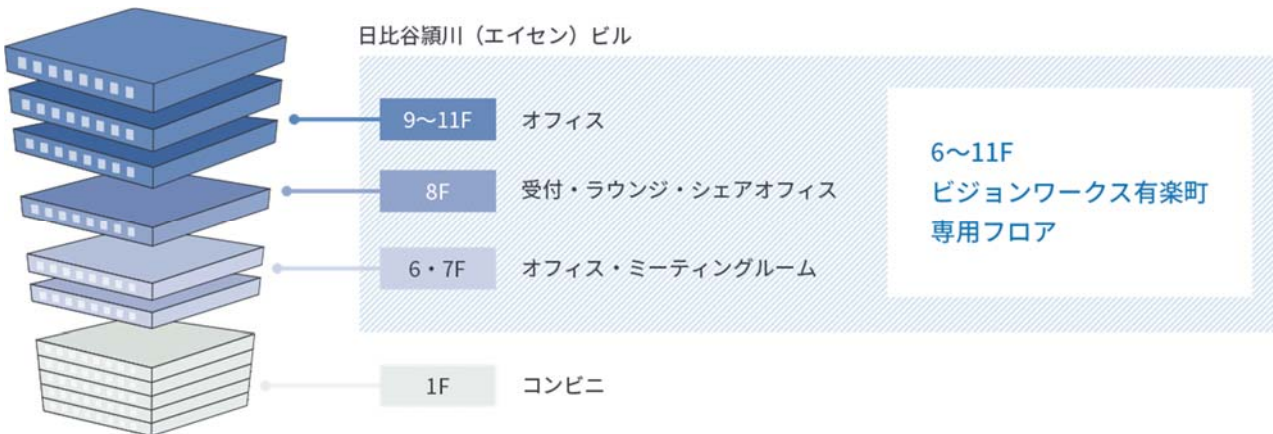 日比谷頴川（エイセン）ビル
9〜11F オフィス
8F 受付・ラウンジ・シェアオフィス
6・7F オフィス・ミーティングルーム
6〜11F
ビジョンワークス有楽町
専用フロア
1F コンビニ